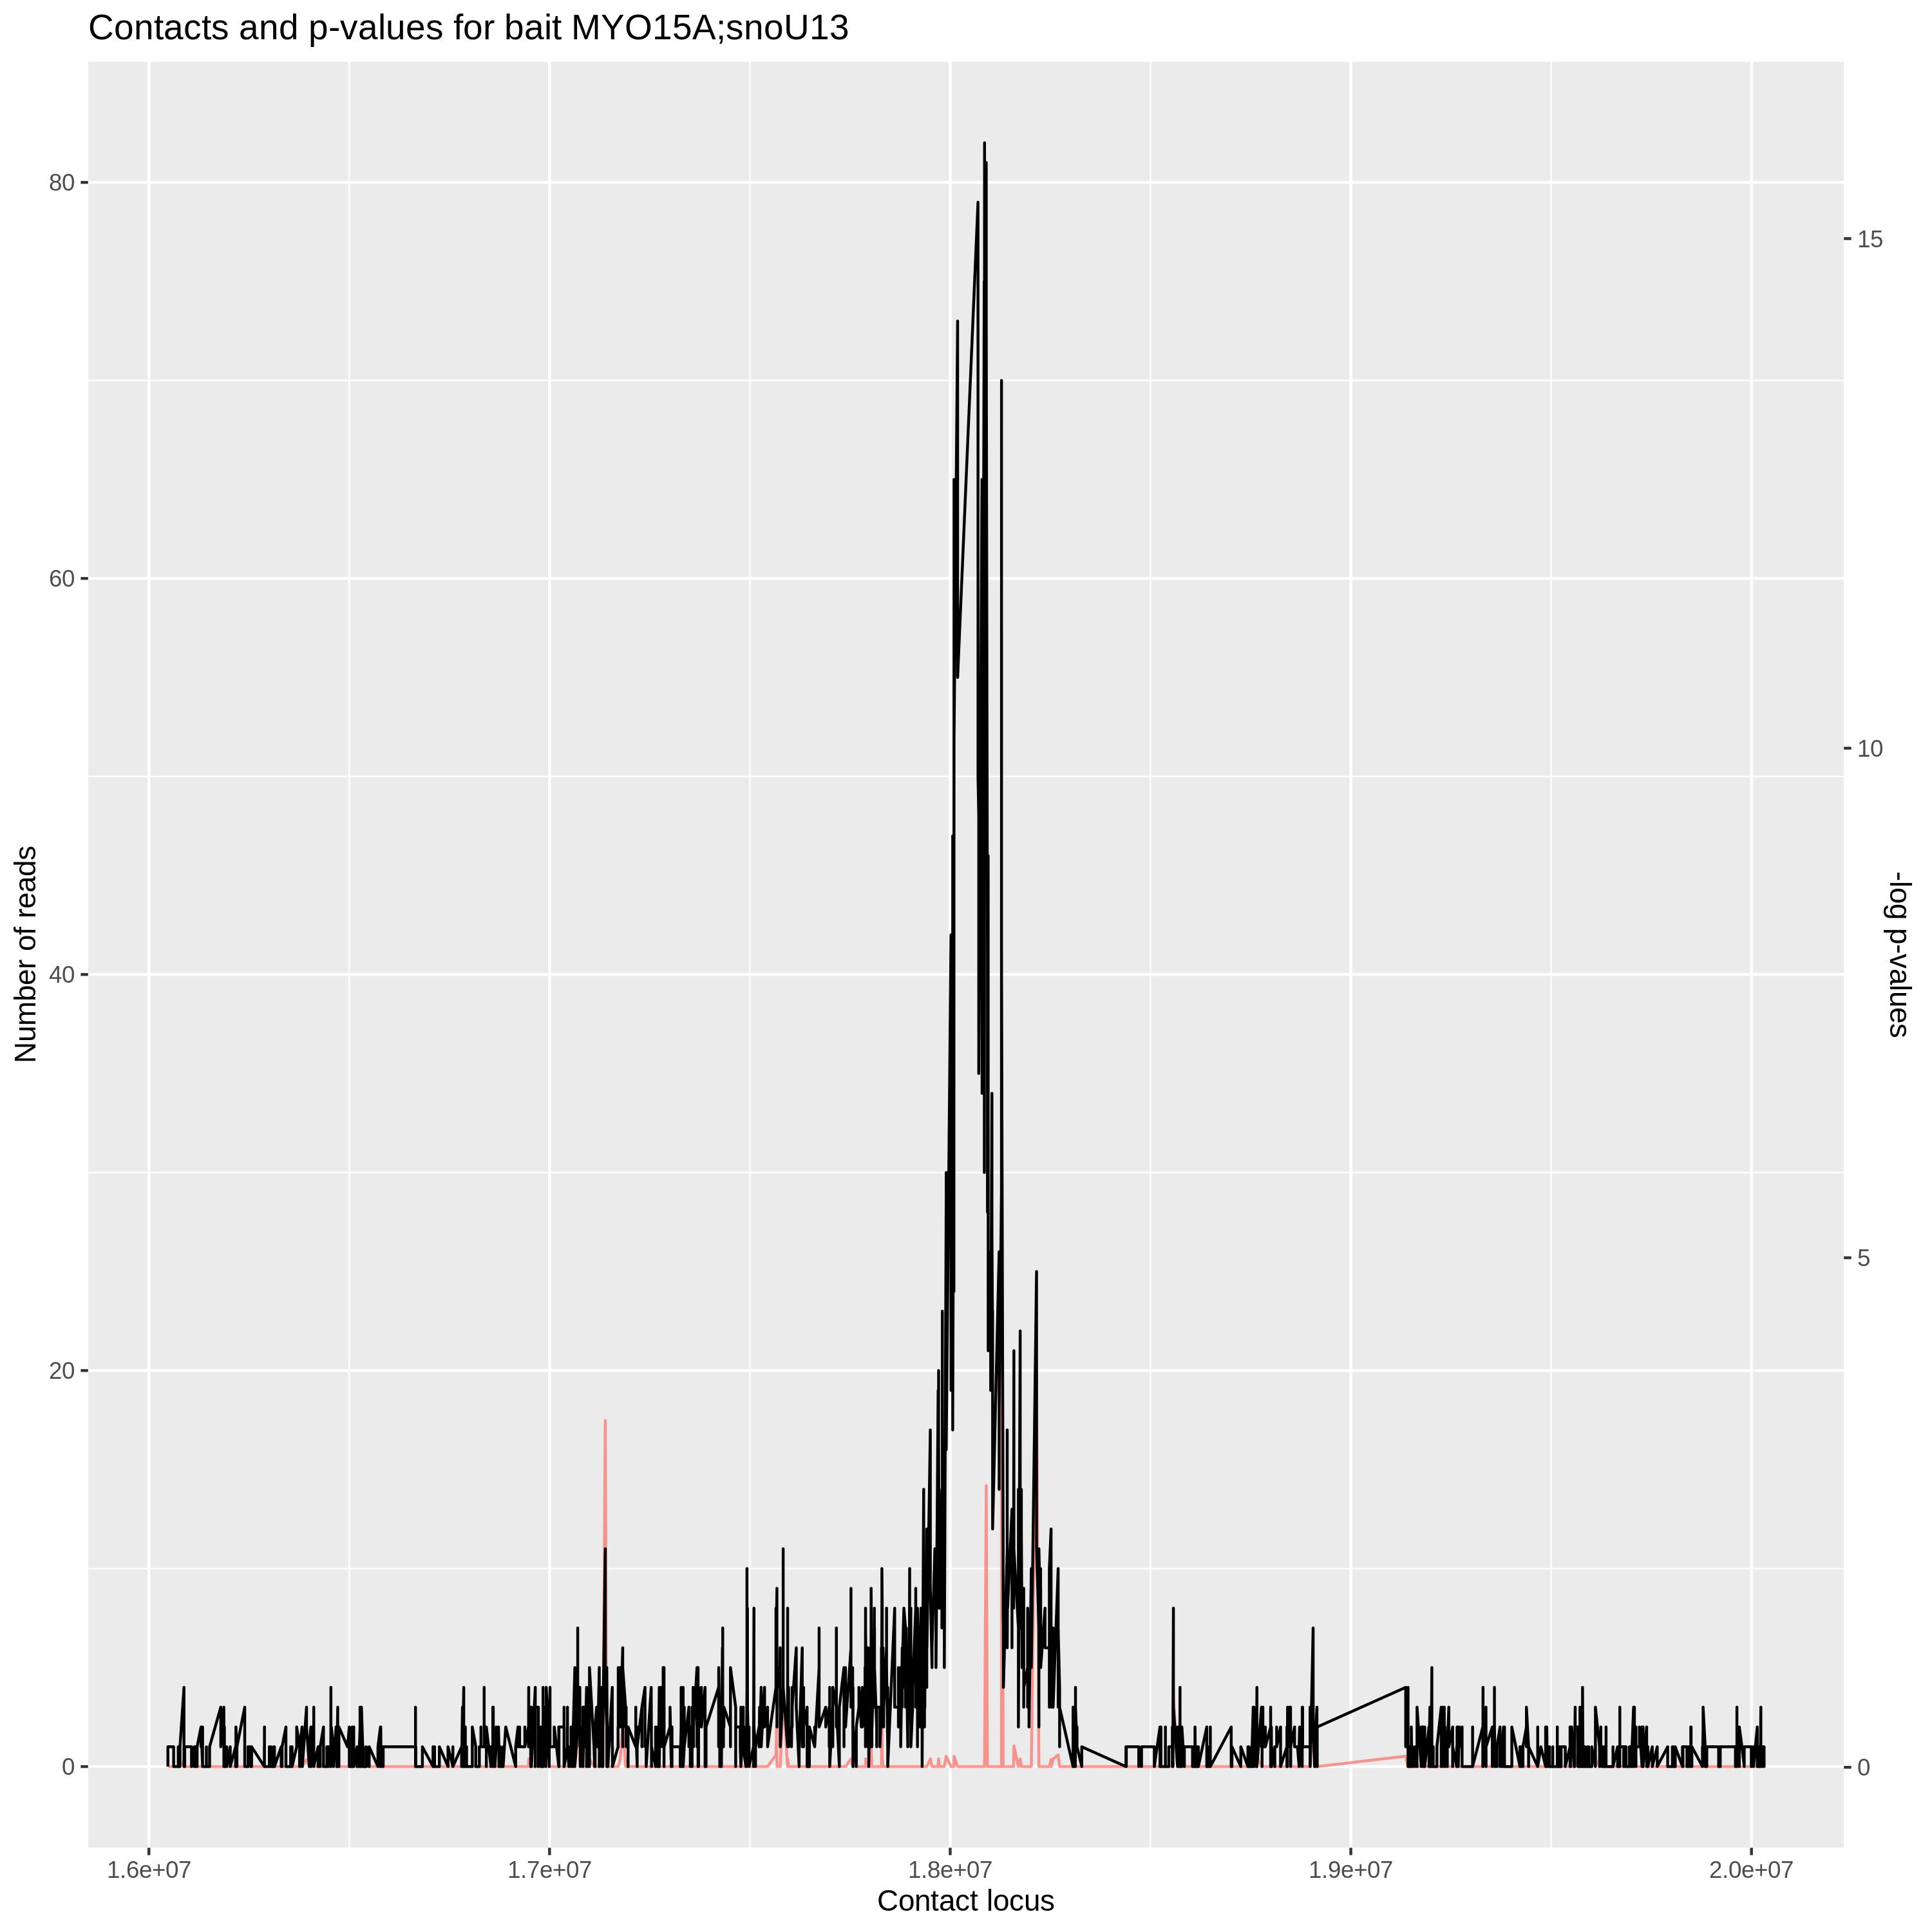 Contacts and p-values for bait MYO15A;snoU13
80
60
40
20
0
Number of reads
15
10
5
0
-log p-values
1.6e+07
1.7e+07
1.8e+07
1.9e+07
2.0e+07
Contact locus